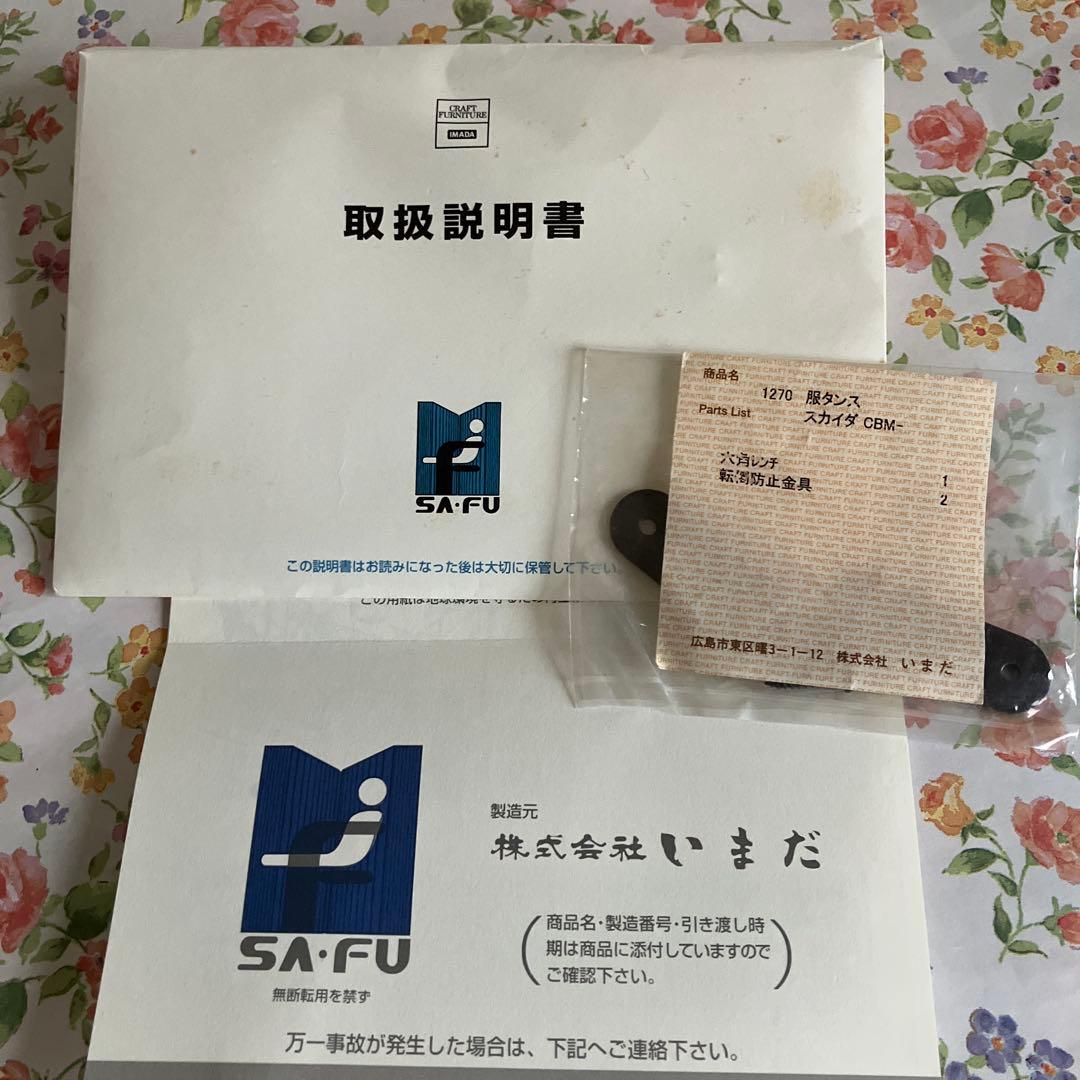 CRAFT
FURNITURE
IMADA
取扱説明書
SA·FU
この説明書はお読みになった後は大切に保管して下さい。
商品名
1270 服タンス
Parts List
スカイダ CBM-
六角レンチ 1
転倒防止金具 2
広島市東区曙3-1-12 株式会社 いまだ
SA·FU
無断転用を禁ず
製造元
株式会社いまだ
商品名・製造番号・引き渡し時
期は商品に添付していますので
ご確認下さい。
万一事故が発生した場合は、下記へご連絡下さい。